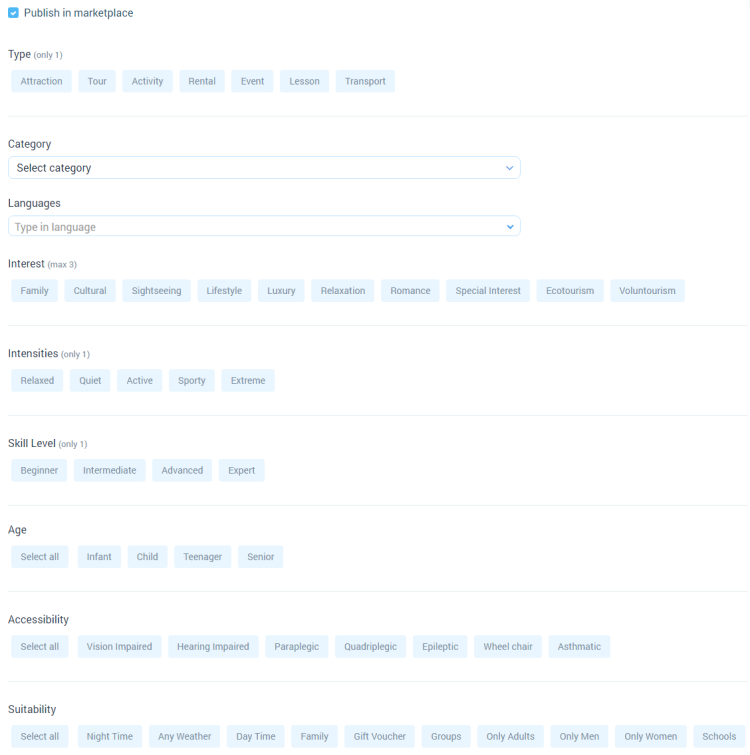 Publish in marketplace
Type (only 1)
Attraction Tour Activity Rental Event Lesson Transport
Category
Select category
Languages
Type in language
Interest (max 3)
Family Cultural Sightseeing Lifestyle Luxury Relaxation Romance Special Interest Ecotourism Voluntourism
Intensities (only 1)
Relaxed Quiet Active Sporty Extreme
Skill Level (only 1)
Beginner Intermediate Advanced Expert
Age
Select all Infant Child Teenager Senior
Accessibility
Select all Vision Impaired Hearing Impaired Paraplegic Quadriplegic Epileptic Wheel chair Asthmatic
Suitability
Select all Night Time Any Weather Day Time Family Gift Voucher Groups Only Adults Only Men Only Women Schools